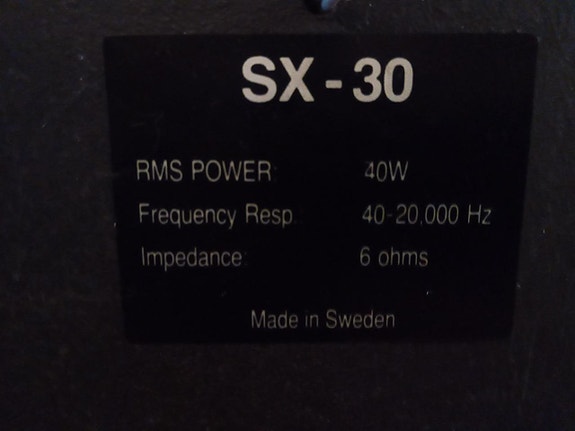 SX-30
RMS POWER: 40W
Frequency Resp. 40-20,000 Hz
Impedance: 6 ohms
Made in Sweden